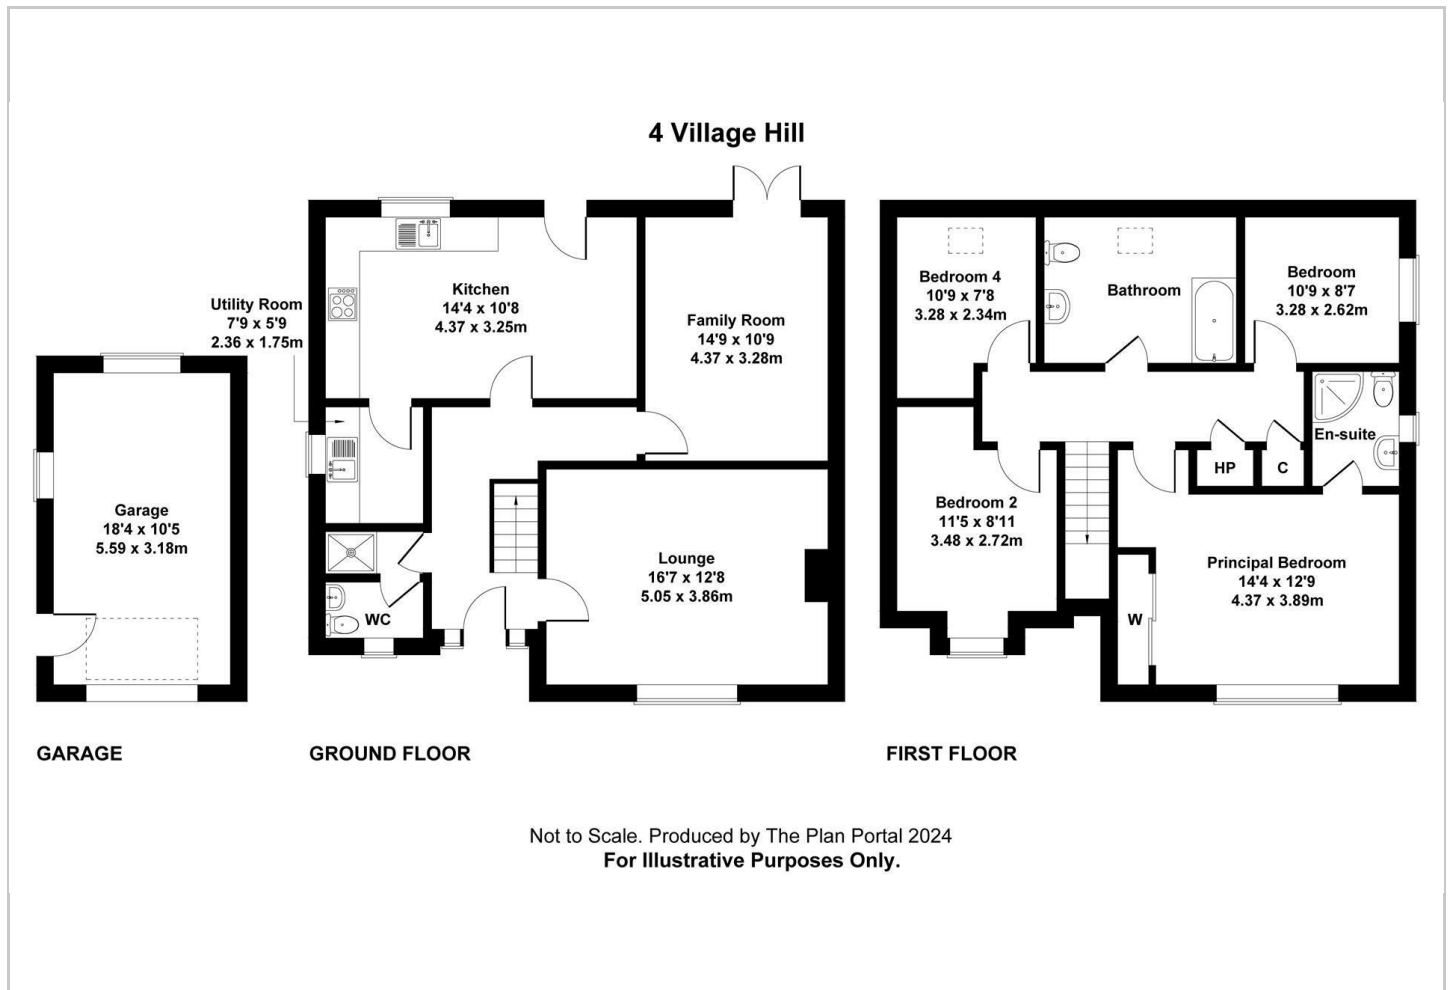 4 Village Hill
Utility Room
7'9 x 5'9
2.36 x 1.75m
Kitchen
14'4 x 10'8
4.37 x 3.25m
Family Room
14'9 x 10'9
4.37 x 3.28m
Garage
18'4 x 10'5
5.59 x 3.18m
WC
Lounge
16'7 x 12'8
5.05 x 3.86m
Bedroom 4
10'9 x 7'8
3.28 x 2.34m
Bathroom
Bedroom
10'9 x 8'7
3.28 x 2.62m
En-suite
HP
C
Bedroom 2
11'5 x 8'11
3.48 x 2.72m
Principal Bedroom
14'4 x 12'9
4.37 x 3.89m
W
GARAGE
GROUND FLOOR
FIRST FLOOR
Not to Scale. Produced by The Plan Portal 2024
For Illustrative Purposes Only.